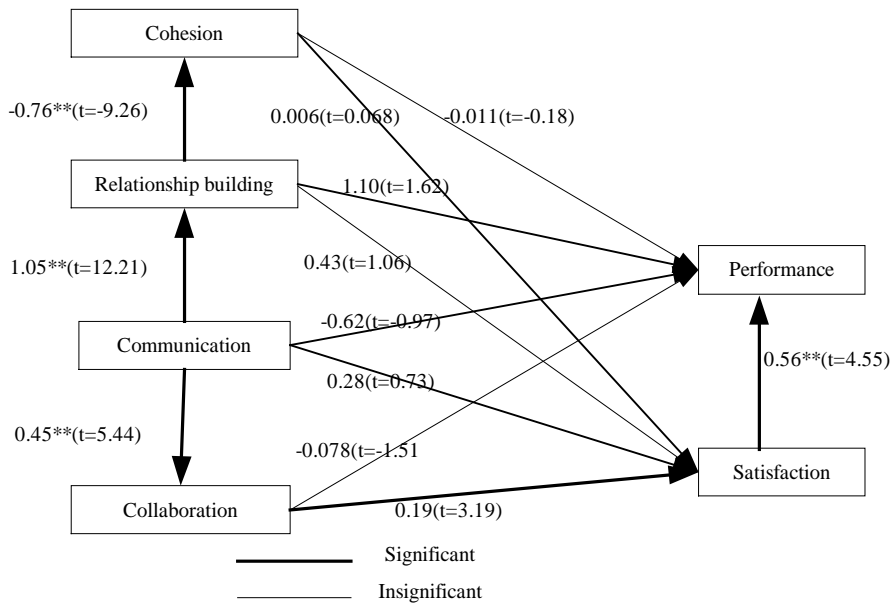 Cohesion
-0.76**(t=-9.26)
0.006(t=0.068)
-0.011(t=-0.18)
Relationship building
1.10(t=1.62)
1.05**(t=12.21)
0.43(t=1.06)
Performance
-0.62(t=-0.97)
Communication
0.28(t=0.73)
0.56**(t=4.55)
0.45**(t=5.44)
-0.078(t=-1.51
Satisfaction
Collaboration
0.19(t=3.19)
Significant
Insignificant